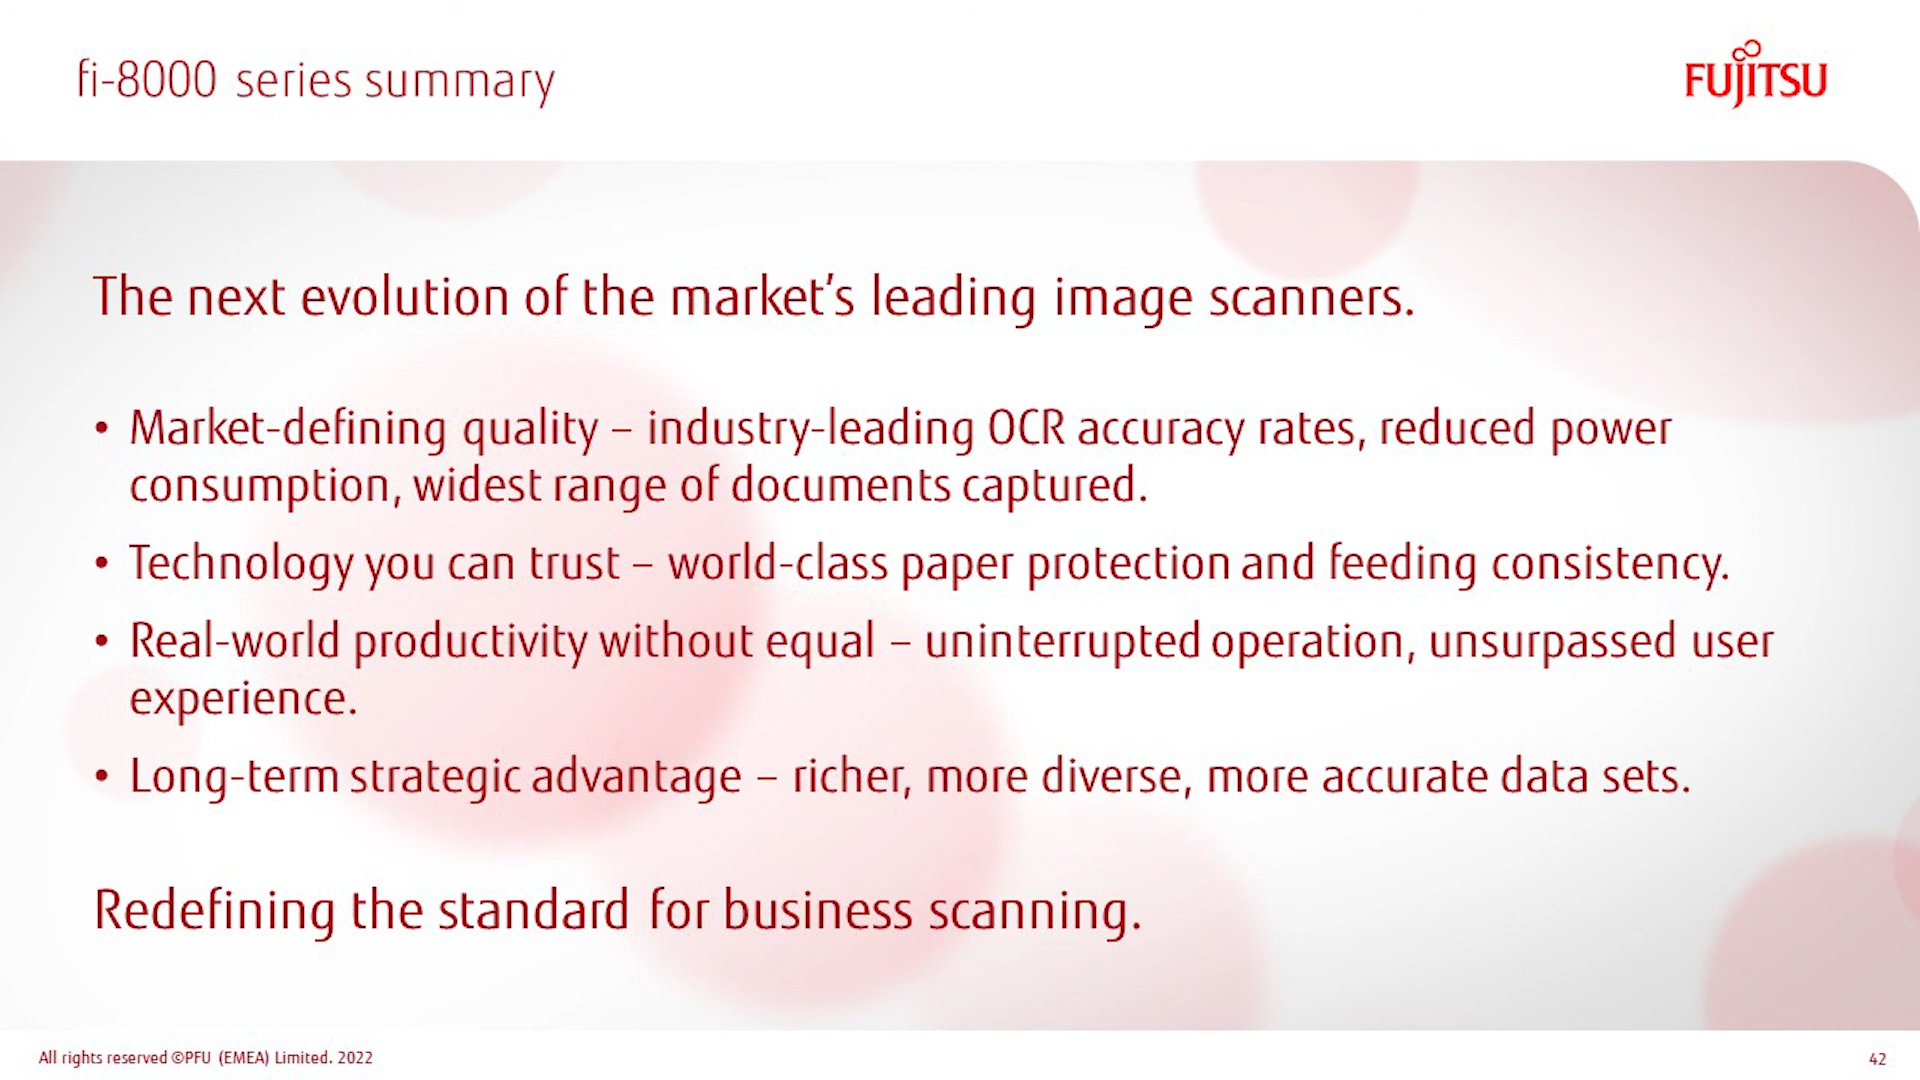 fi-8000 series summary
FUJITSU
The next evolution of the market’s leading image scanners.
• Market-defining quality – industry-leading OCR accuracy rates, reduced power
consumption, widest range of documents captured.
• Technology you can trust – world-class paper protection and feeding consistency.
• Real-world productivity without equal – uninterrupted operation, unsurpassed user
experience.
• Long-term strategic advantage – richer, more diverse, more accurate data sets.
Redefining the standard for business scanning.
All rights reserved ©PFU (EMEA) Limited. 2022
42